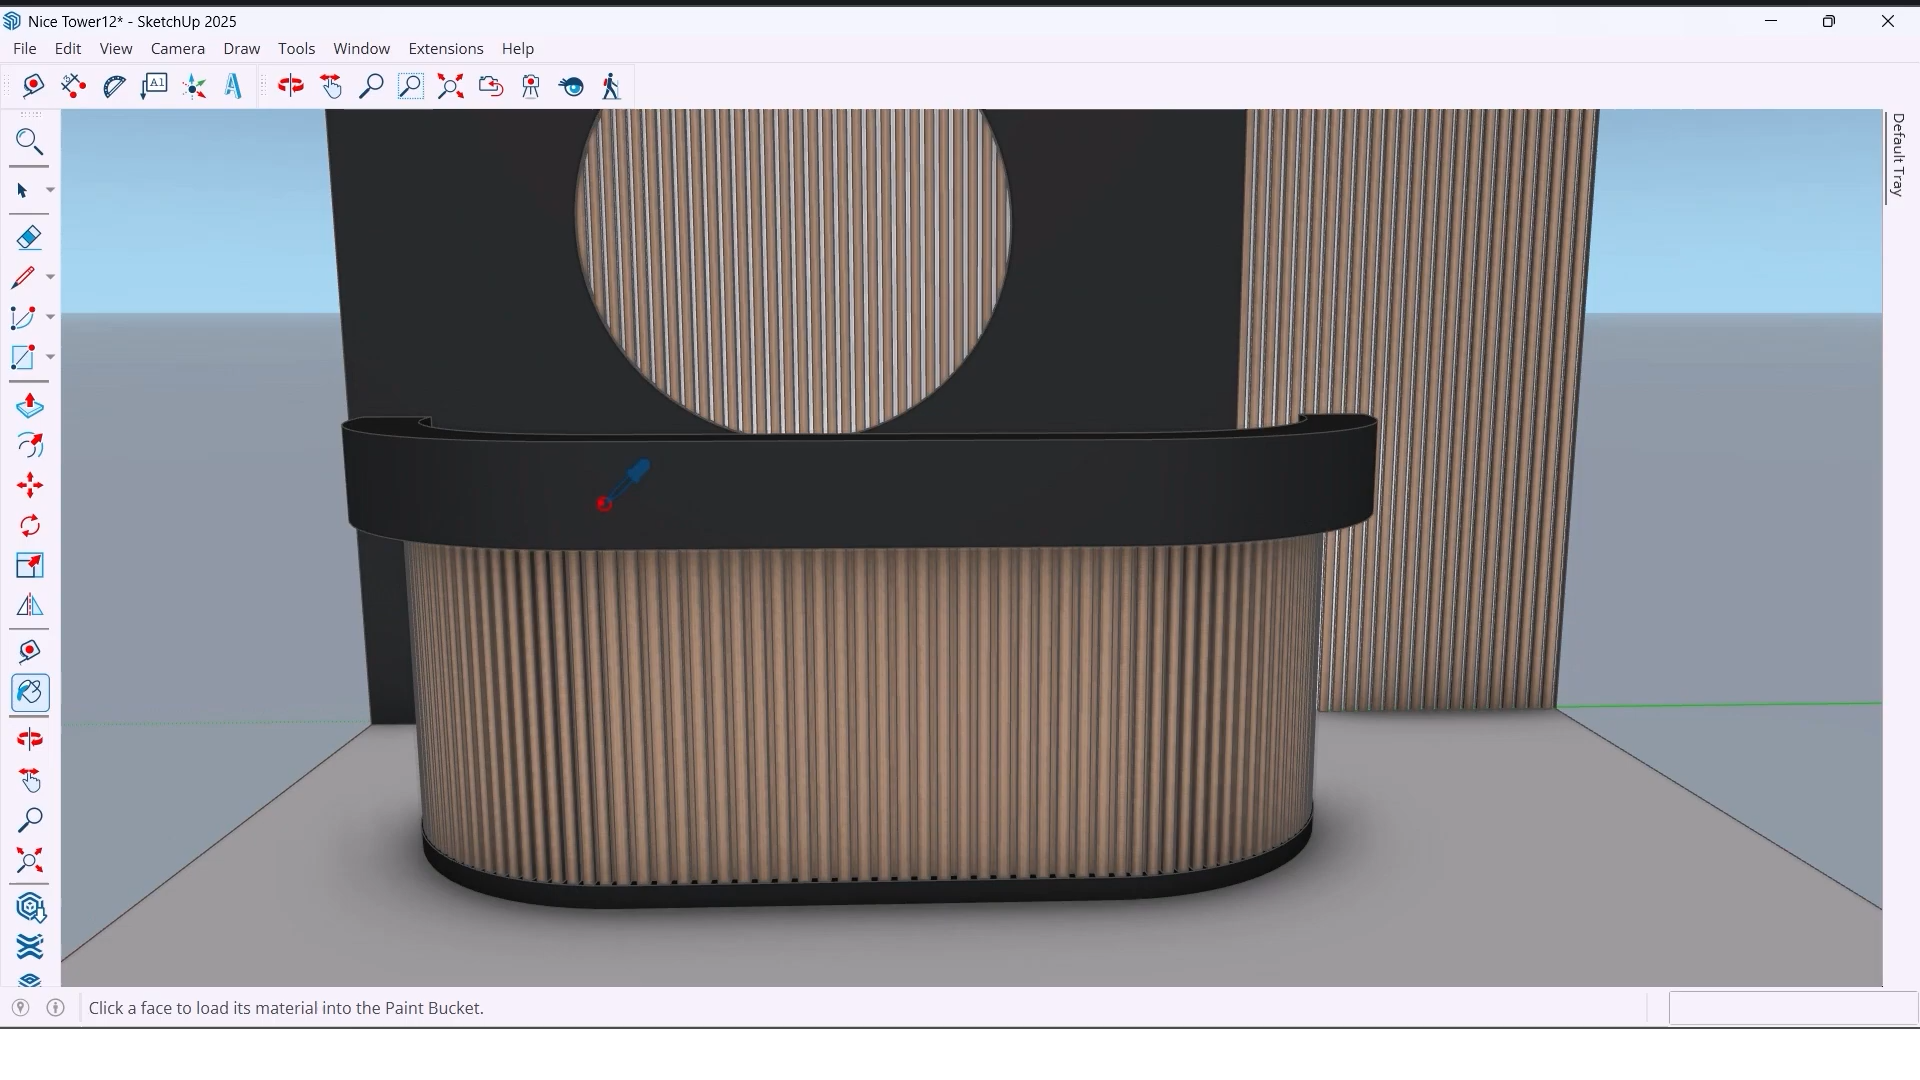 Nice Tower12* - SketchUp 2025
File Edit View Camera Draw Tools Window Extensions Help
A1
Default Tray
Click a face to load its material into the Paint Bucket.